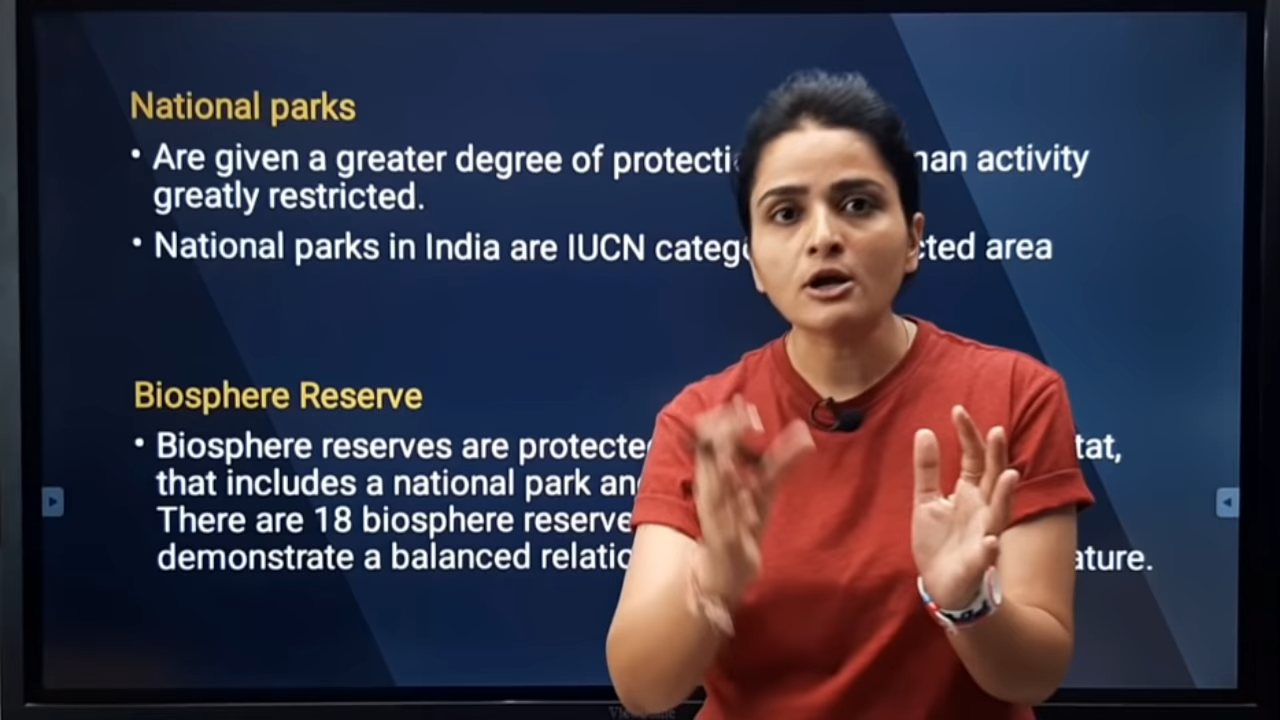 National parks
• Are given a greater degree of protecti man activity
greatly restricted.
• National parks in India are IUCN catego cted area
Biosphere Reserve
• Biosphere reserves are protected tat,
that includes a national park an
There are 18 biosphere reserve
demonstrate a balanced relatio ature.